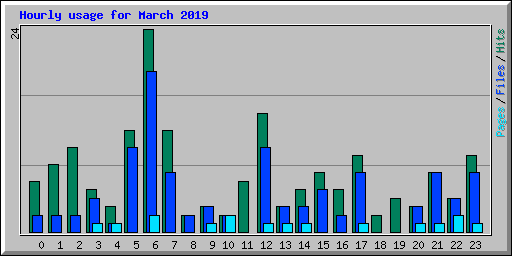 Hourly usage for March 2019
24
Pages/Files/Hits
0 1 2 3 4 5 6 7 8 9 10 11 12 13 14 15 16 17 18 19 20 21 22 23